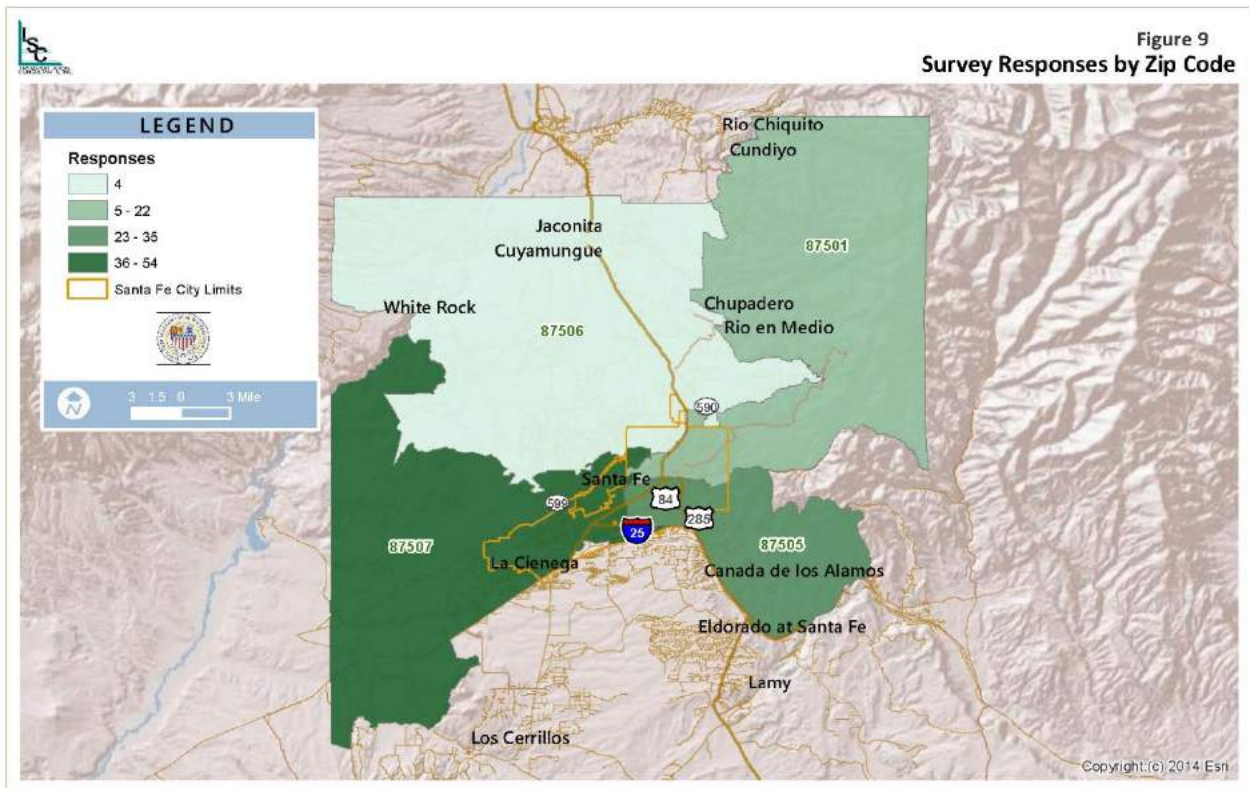 LSC
Figure 9
Survey Responses by Zip Code
LEGEND
Responses
4
5 - 22
23 - 35
36 - 54
Santa Fe City Limits
N
3 1.5 0 3 Mile
Rio Chiquito
Cundiyo
Jaconita
Cuyamungue
87501
White Rock
87506
Chupadero
Rio en Medio
590
Santa Fe
599
84
285
25
87507
87505
La Cienega
Canada de los Alamos
Eldorado at Santa Fe
Lamy
Los Cerrillos
Copyright:(c) 2014 Esri